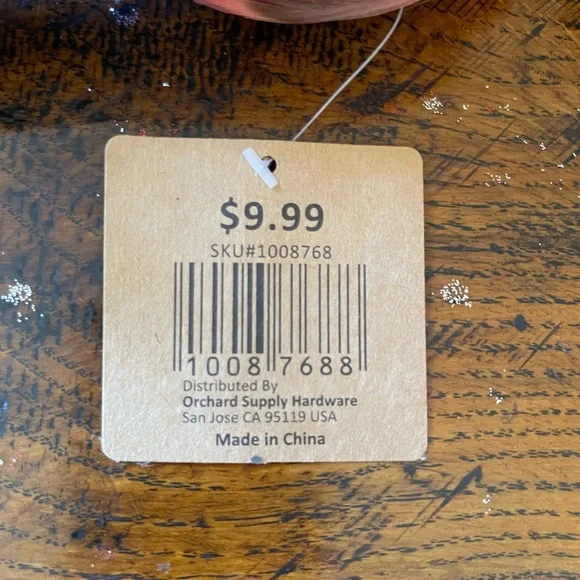 $9.99
SKU#1008768
1008 7688
Distributed By
Orchard Supply Hardware
San Jose CA 95119 USA
Made in China